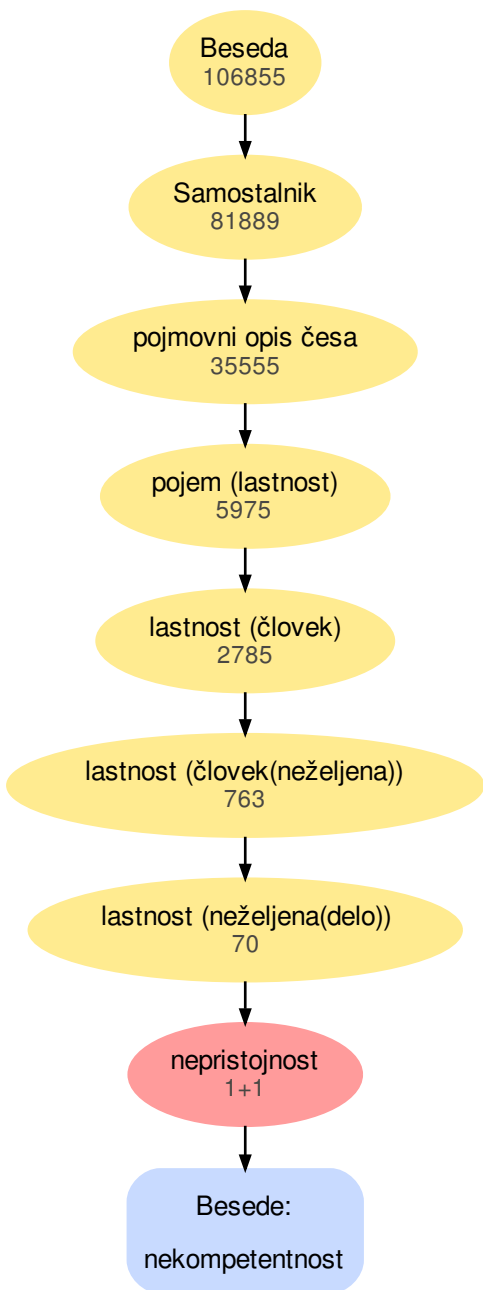 Beseda
106855
Samostalnik
81889
pojmovni opis česa
35555
pojem (lastnost)
5975
lastnost (človek)
2785
lastnost (človek(neželjena))
763
lastnost (neželjena(delo))
70
nepristojnost
1+1
Besede:
nekompetentnost